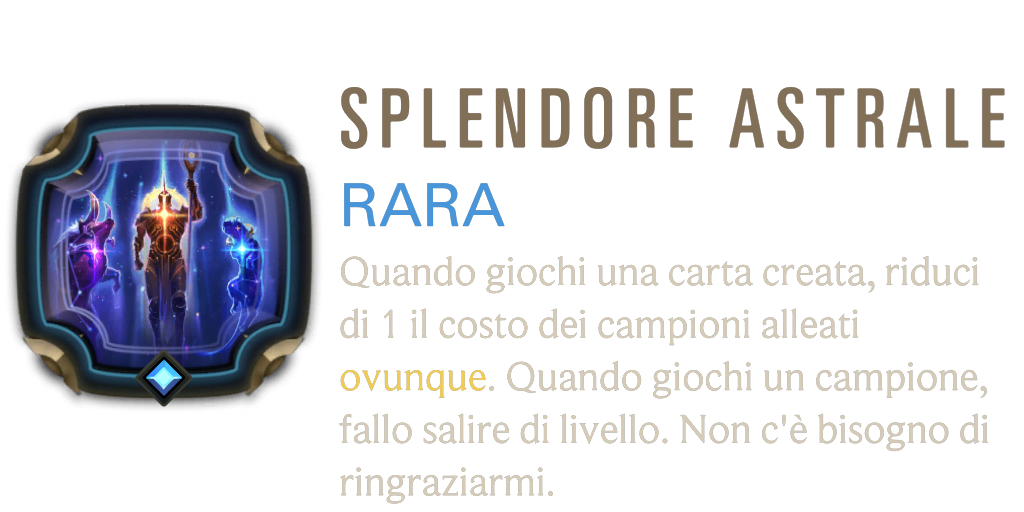 SPLENDORE ASTRALE
RARA
Quando giochi una carta creata, riduci
di 1 il costo dei campioni alleati
ovunque. Quando giochi un campione,
fallo salire di livello. Non c'è bisogno di
ringraziarmi.